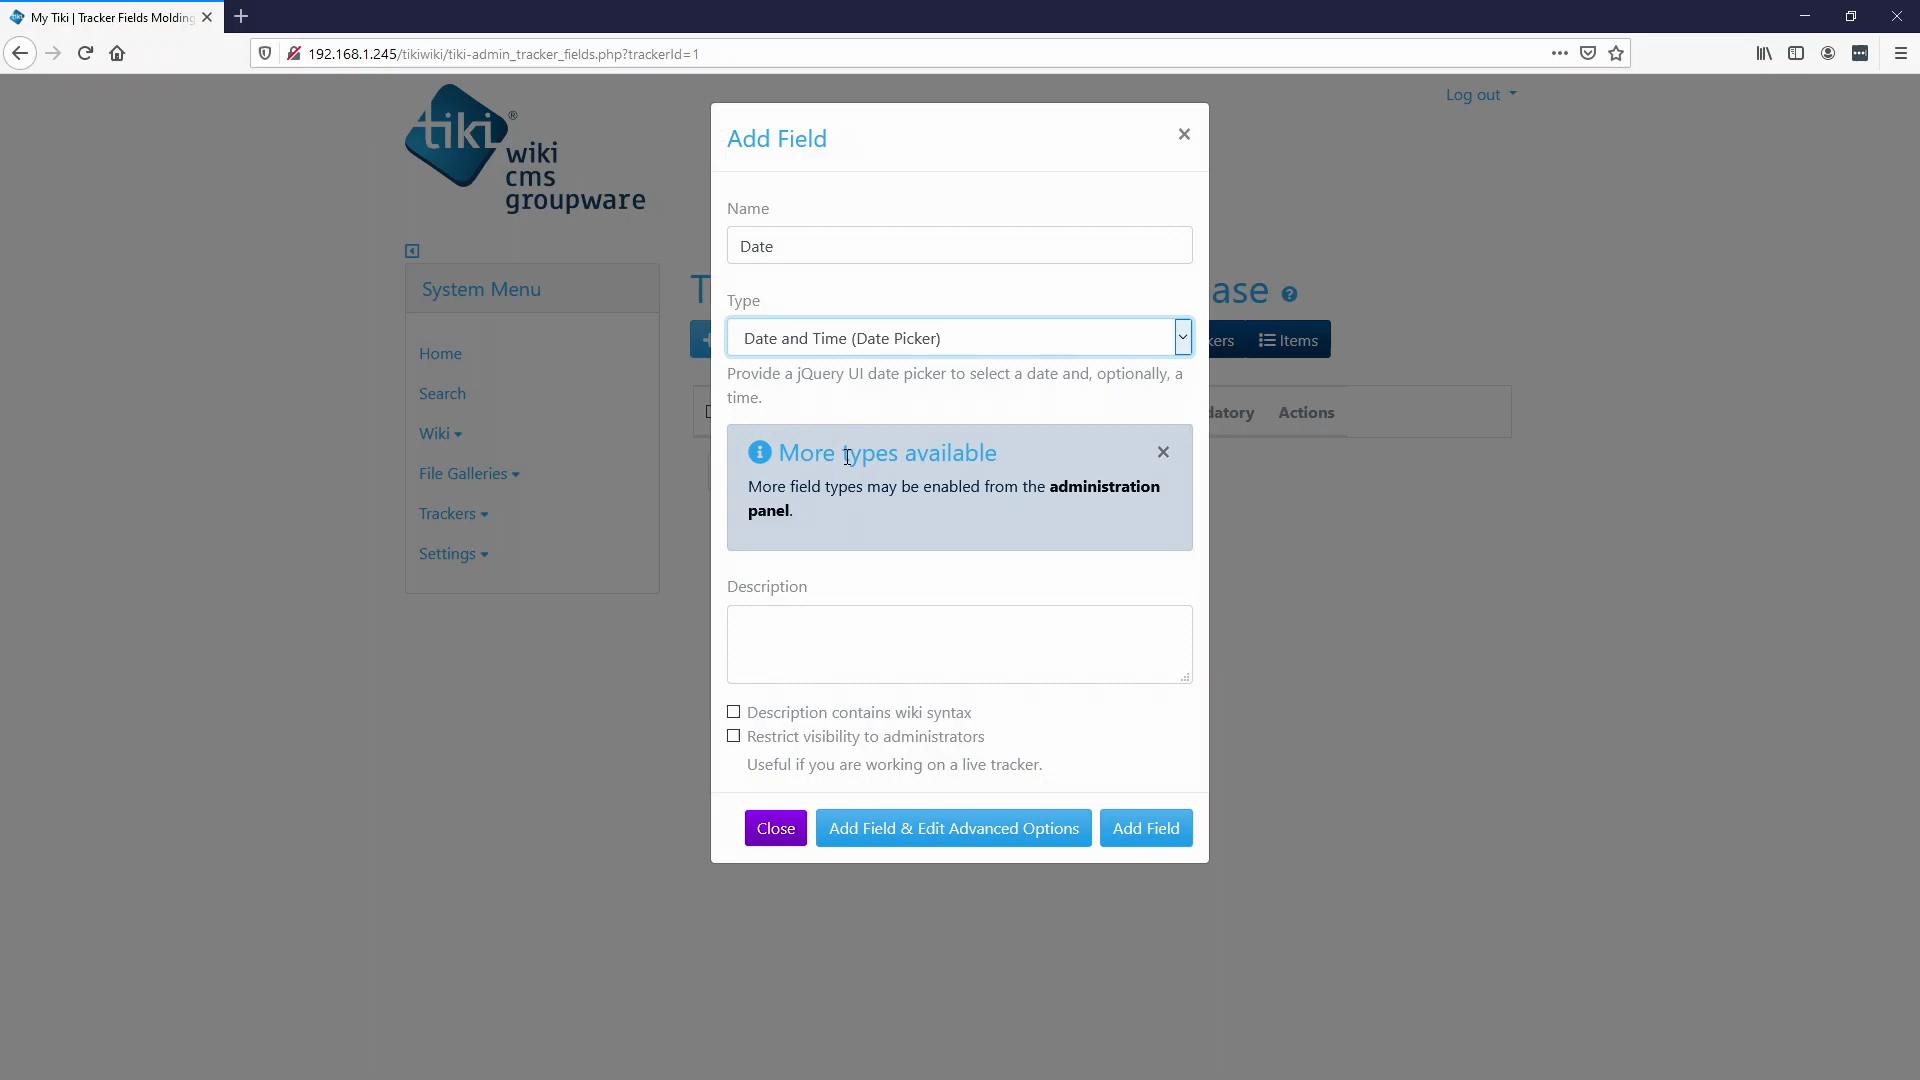 My Tiki | Tracker Fields Molding
192.168.1.245/tikiwiki/tiki-admin_tracker_fields.php?trackerId=1
Log out
tiki®
wiki
cms
groupware
System Menu
Home
Search
Wiki
File Galleries
Trackers
Settings
T
ase
kers
Items
datory
Actions
Add Field
Name
Date
Type
Date and Time (Date Picker)
Provide a jQuery UI date picker to select a date and, optionally, a
time.
More types available
More field types may be enabled from the administration
panel.
Description
Description contains wiki syntax
Restrict visibility to administrators
Useful if you are working on a live tracker.
Close
Add Field & Edit Advanced Options
Add Field